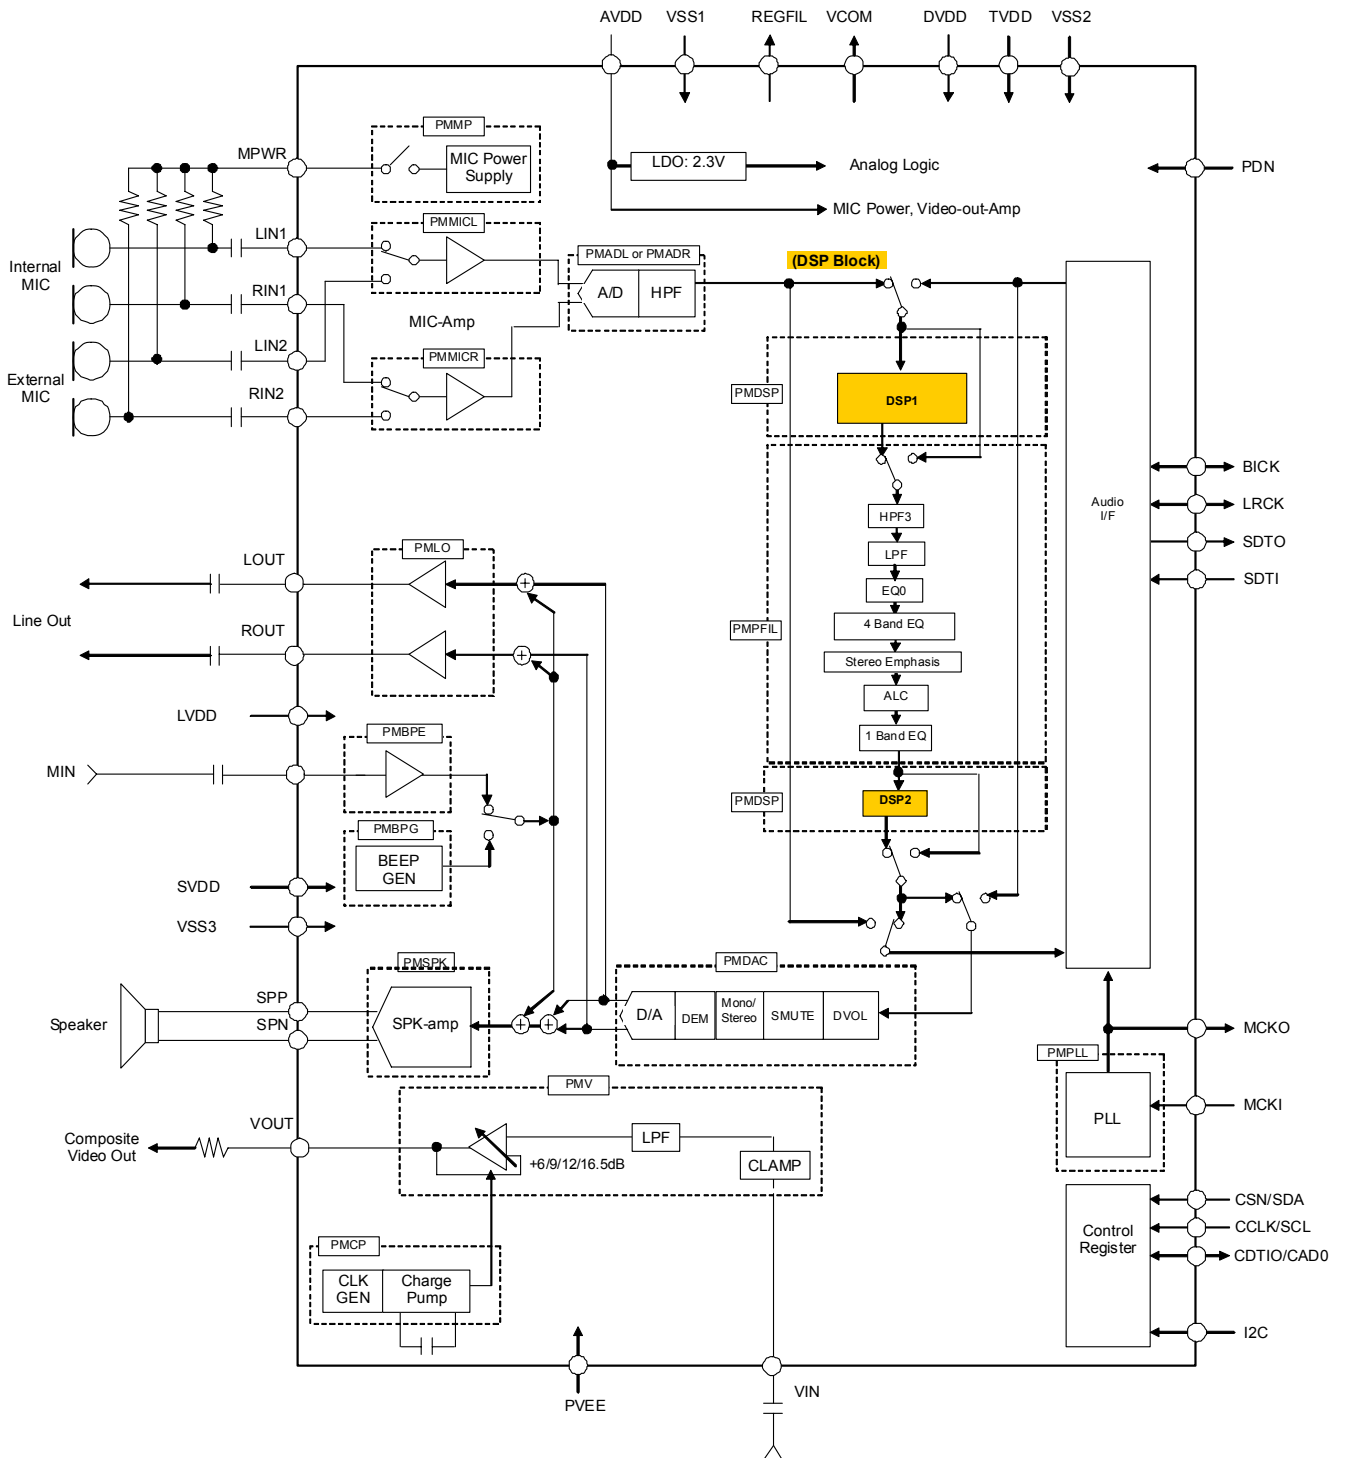 AVDD VSS1 REGFIL VCOM DVDD TVDD VSS2
PMMP
MPWR
MIC Power
Supply
LDO: 2.3V
Analog Logic
PDN
MIC Power, Video-out-Amp
PMMICL
LIN1
Internal
MIC
PMADL or PMADR
(DSP Block)
A/D
HPF
RIN1
MIC-Amp
LIN2
PMMICR
External
MIC
RIN2
PMDSP
DSP1
BICK
Audio
I/F
LRCK
HPF3
SDTO
LPF
SDTI
EQ0
PMPFIL
4 Band EQ
Stereo Emphasis
ALC
1 Band EQ
PMLO
LOUT
+
Line Out
ROUT
+
LVDD
PMBPE
MIN
PMDSP
DSP2
PMBPG
BEEP
GEN
SVDD
VSS3
PMSPK
PMDAC
SPP
Speaker
SPN
SPK-amp
+
+
D/A
DEM
Mono/
Stereo
SMUTE
DVOL
MCKO
PMPLL
PLL
MCKI
PMV
VOUT
Composite
Video Out
LPF
+6/9/12/16.5dB
CLAMP
CSN/SDA
CCLK/SCL
Control
Register
CDTIO/CAD0
PMCP
CLK
GEN
Charge
Pump
I2C
VIN
PVEE